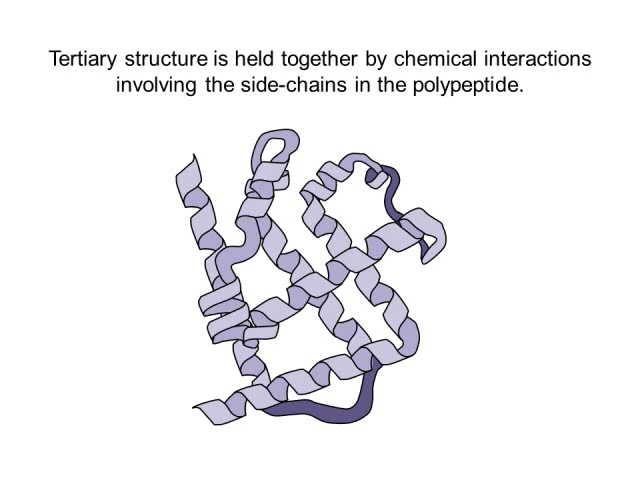 Tertiary structure is held together by chemical interactions
involving the side-chains in the polypeptide.